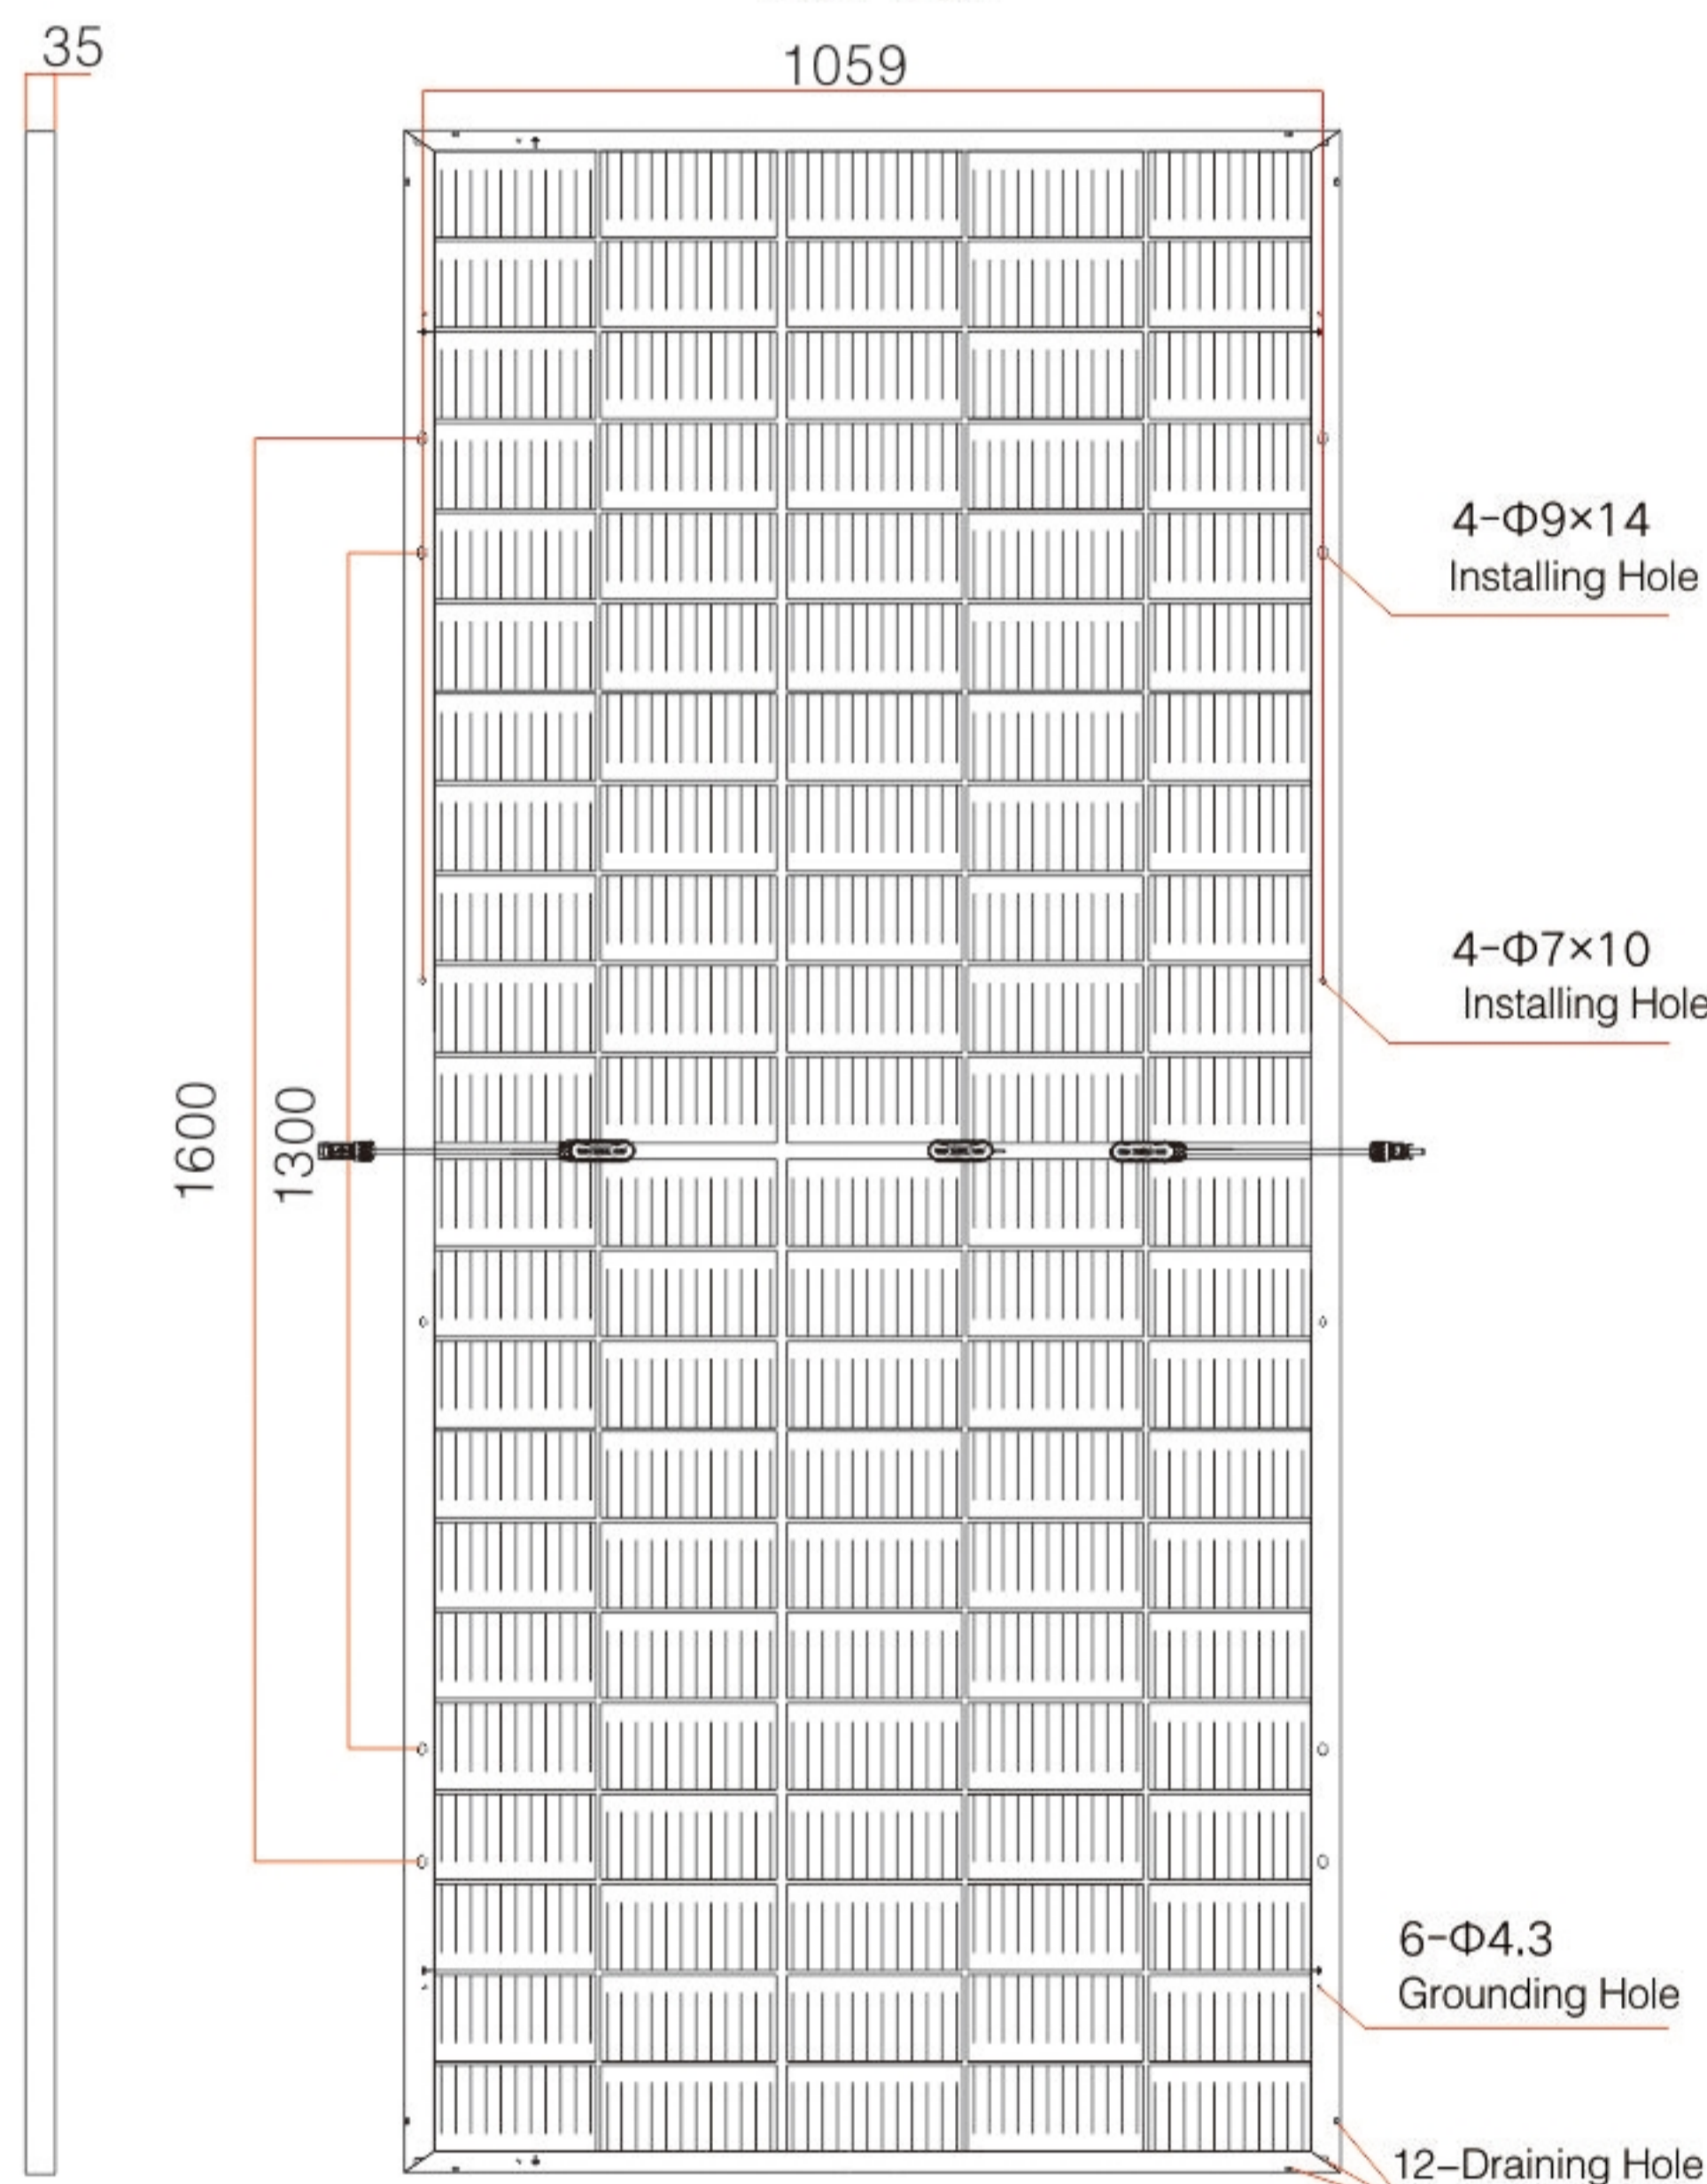 35
1059
4-Φ9×14
Installing Hole
4-Φ7×10
Installing Hole
1600
1300
6-Φ4.3
Grounding Hole
12-Draining Hole